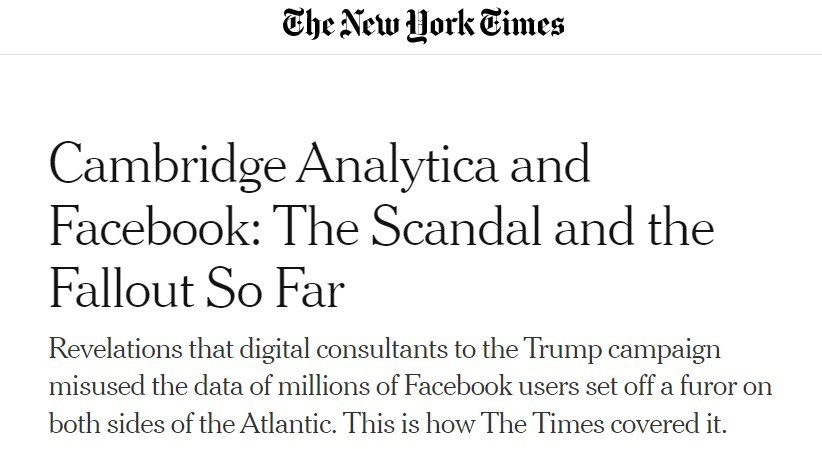 The New York Times
Cambridge Analytica and
Facebook: The Scandal and the
Fallout So Far
Revelations that digital consultants to the Trump campaign
misused the data of millions of Facebook users set off a furor on
both sides of the Atlantic. This is how The Times covered it.